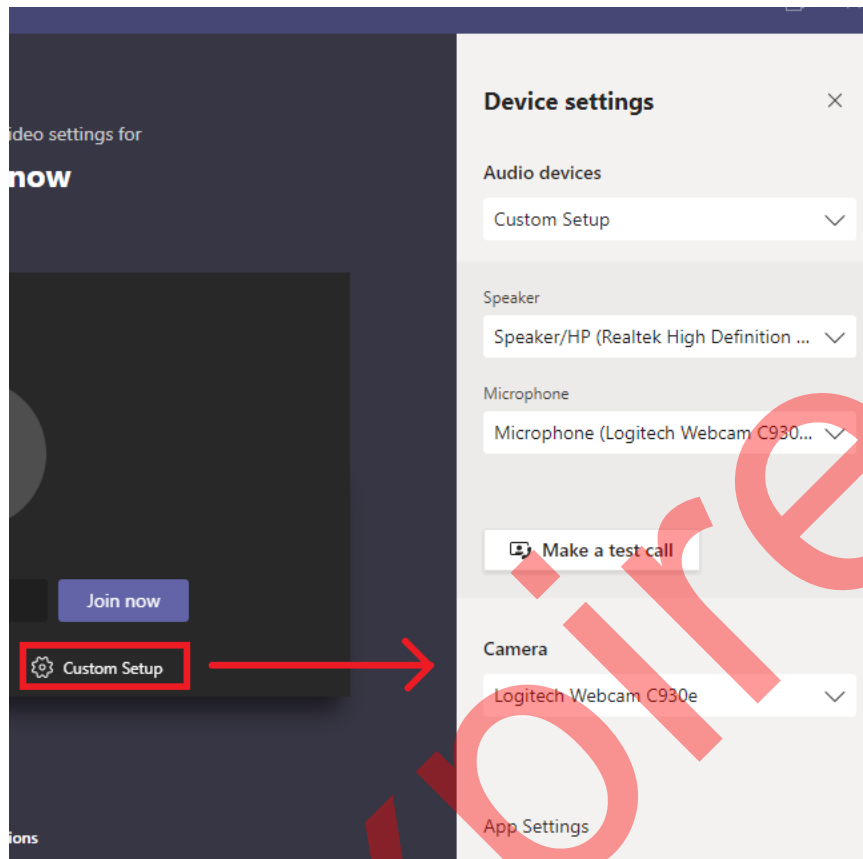 ideo settings for
now
Join now
Custom Setup
ions
Device settings
Audio devices
Custom Setup
Speaker
Speaker/HP (Realtek High Definition ...
Microphone
Microphone (Logitech Webcam C930...
Make a test call
Camera
Logitech Webcam C930e
App Settings
pire